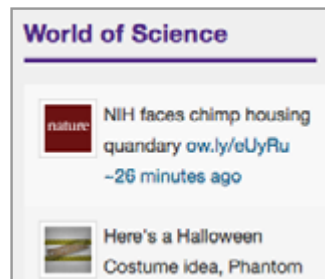 World of Science
nature
NIH faces chimp housing
quandary ow.ly/eUyRu
~26 minutes ago
Here's a Halloween
Costume idea, Phantom